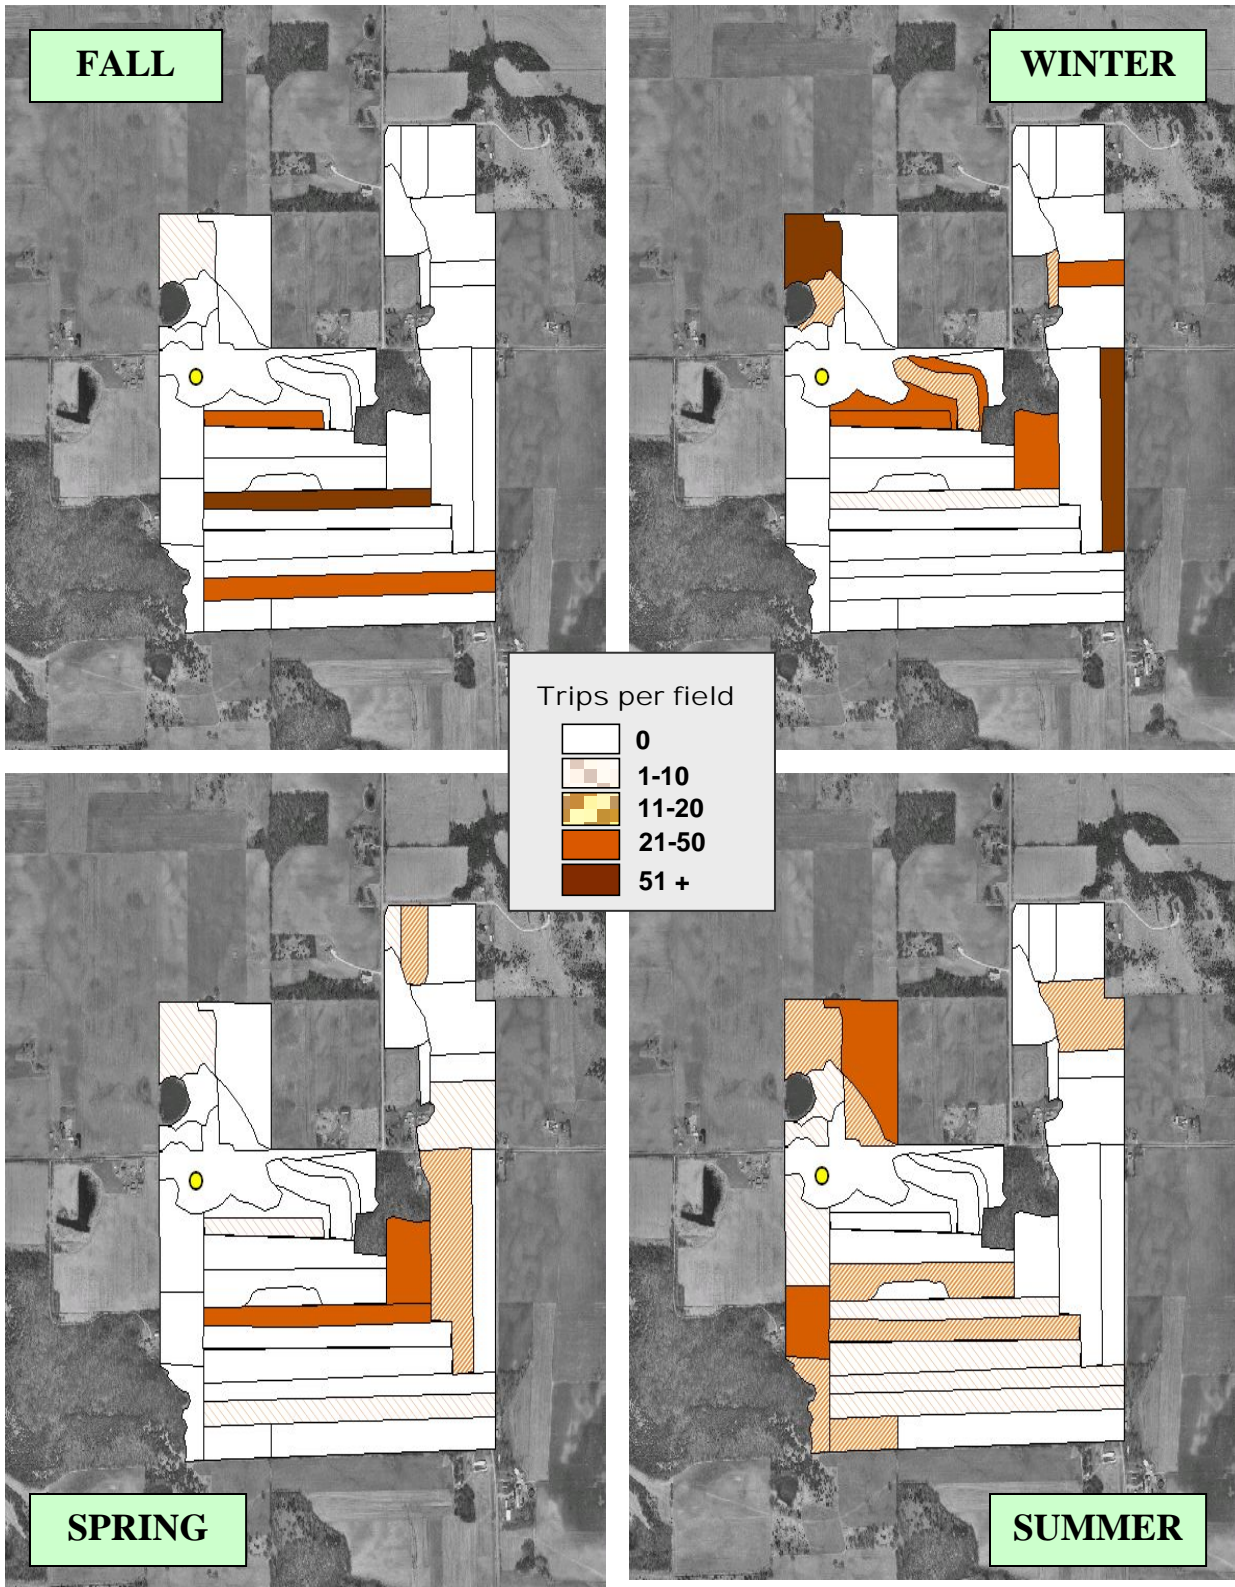 FALL
WINTER
Trips per field
0
1-10
11-20
21-50
51 +
SPRING
SUMMER